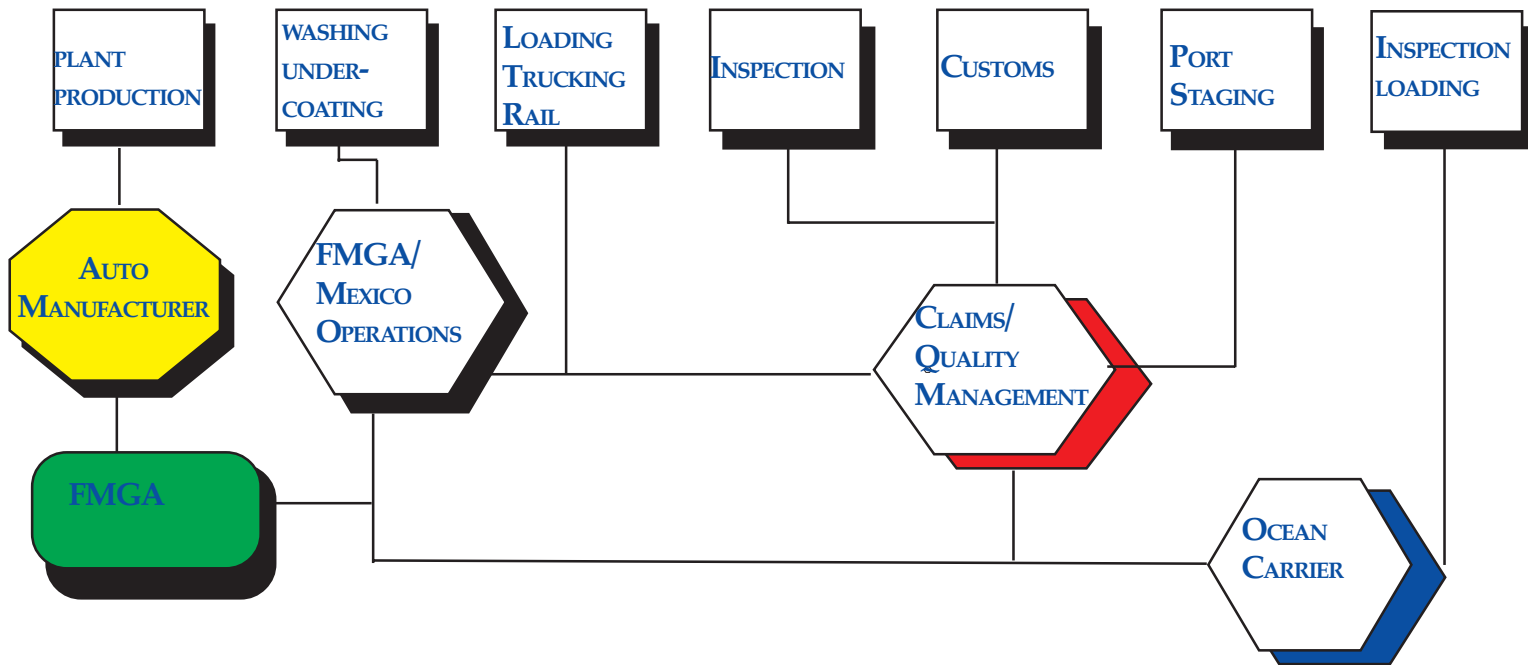 PLANT
PRODUCTION
WASHING
UNDER-
COATING
LOADING
TRUCKING
RAIL
INSPECTION
CUSTOMS
PORT
STAGING
INSPECTION
LOADING
AUTO
MANUFACTURER
FMGA/
MEXICO
OPERATIONS
CLAIMS/
QUALITY
MANAGEMENT
FMGA
OCEAN
CARRIER